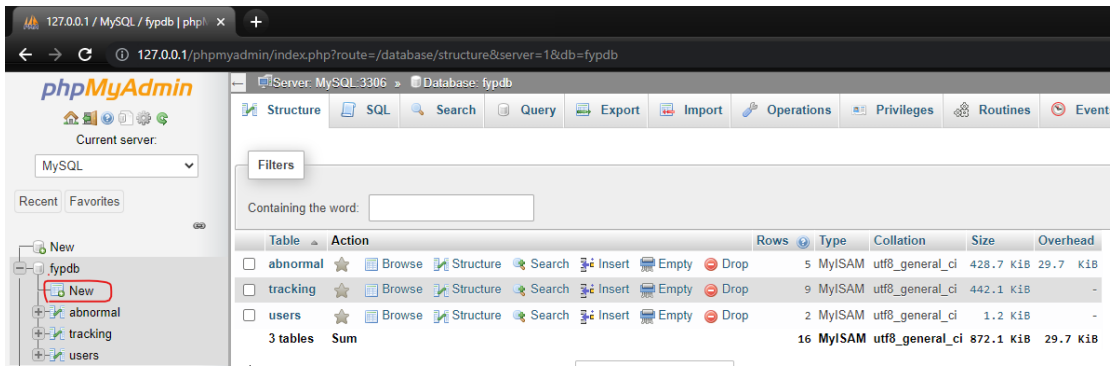 127.0.0.1 / MySQL / fypdb | php
127.0.0.1/phpmyadmin/index.php?route=/database/structure&server=1&db=fypdb
phpMyAdmin
Current server:
MySQL
Recent Favorites
New
fypdb
New
abnormal
tracking
users
Server: MySQL:3306 » Database: fypdb
Structure SQL Search Query Export Import Operations Privileges Routines Event
Filters
Containing the word:
Table Action Rows Type Collation Size Overhead
abnormal Browse Structure Search Insert Empty Drop 5 MyISAM utf8_general_ci 428.7 KiB 29.7 KiB
tracking Browse Structure Search Insert Empty Drop 9 MyISAM utf8_general_ci 442.1 KiB -
users Browse Structure Search Insert Empty Drop 2 MyISAM utf8_general_ci 1.2 KiB -
3 tables Sum 16 MyISAM utf8_general_ci 872.1 KiB 29.7 KiB